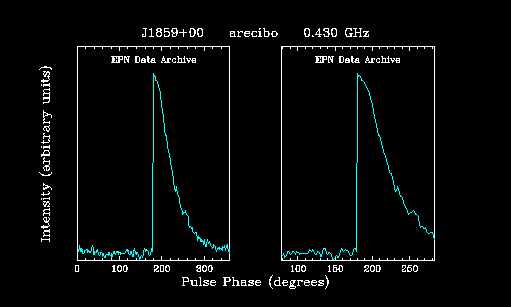 J1859+00 arecibo 0.430 GHz
EPN Data Archive
EPN Data Archive
Intensity (arbitrary units)
0 100 200 300
100 150 200 250
Pulse Phase (degrees)